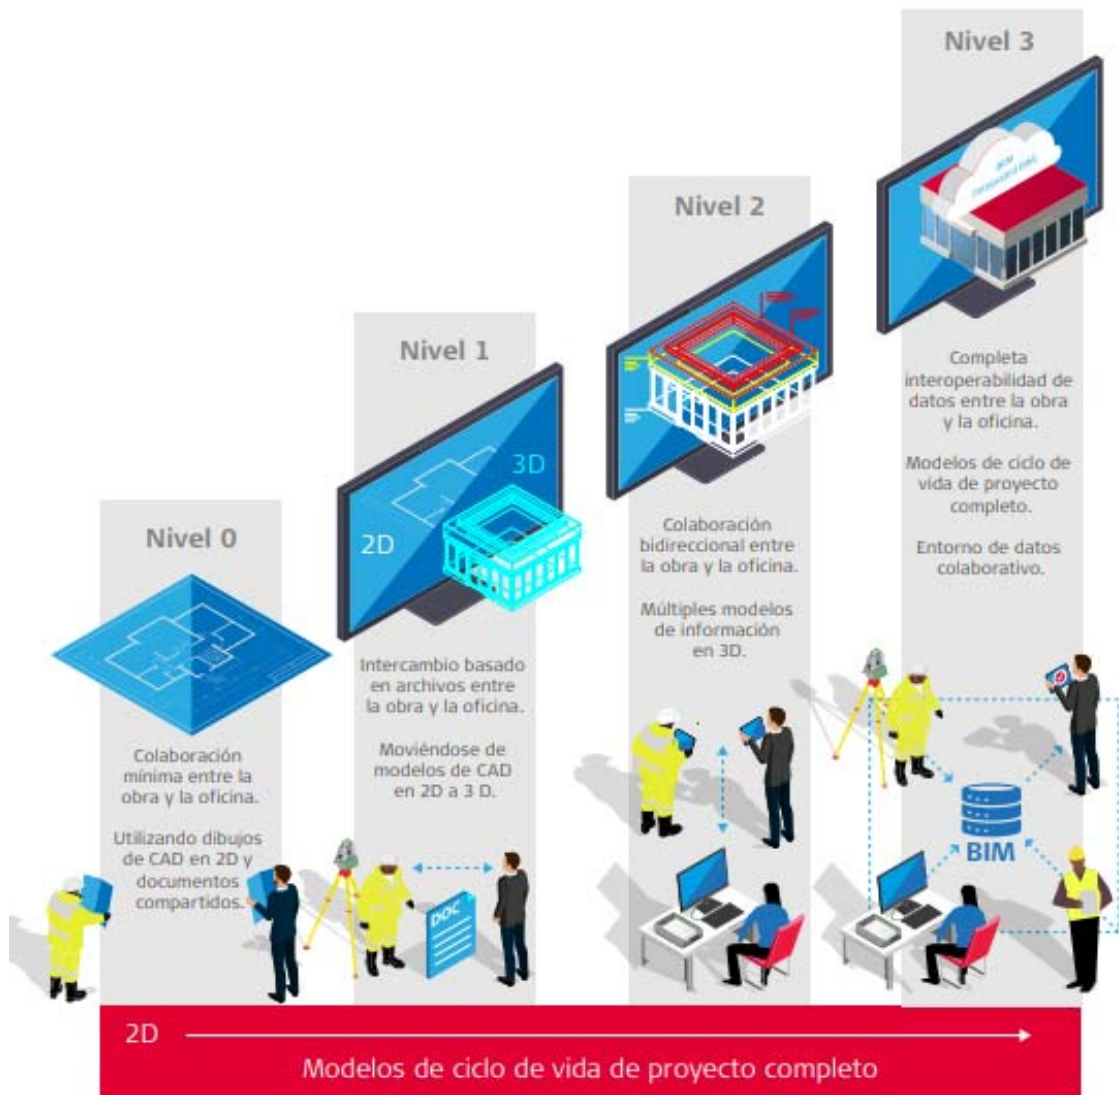 Nivel 0
Colaboración
mínima entre la
obra y la oficina.
Utilizando dibujos
de CAD en 2D y
documentos
compartidos.
Nivel 1
2D
3D
Intercambio basado
en archivos entre
la obra y la oficina.
Moviéndose de
modelos de CAD
en 2D a 3 D.
DOC
Nivel 2
Colaboración
bidireccional entre
la obra y la oficina.
Múltiples modelos
de información
en 3D.
Nivel 3
BIM
Completa
interoperabilidad de
datos entre la obra
y la oficina.
Modelos de ciclo de
vida de proyecto
completo.
Entorno de datos
colaborativo.
BIM
2D
Modelos de ciclo de vida de proyecto completo